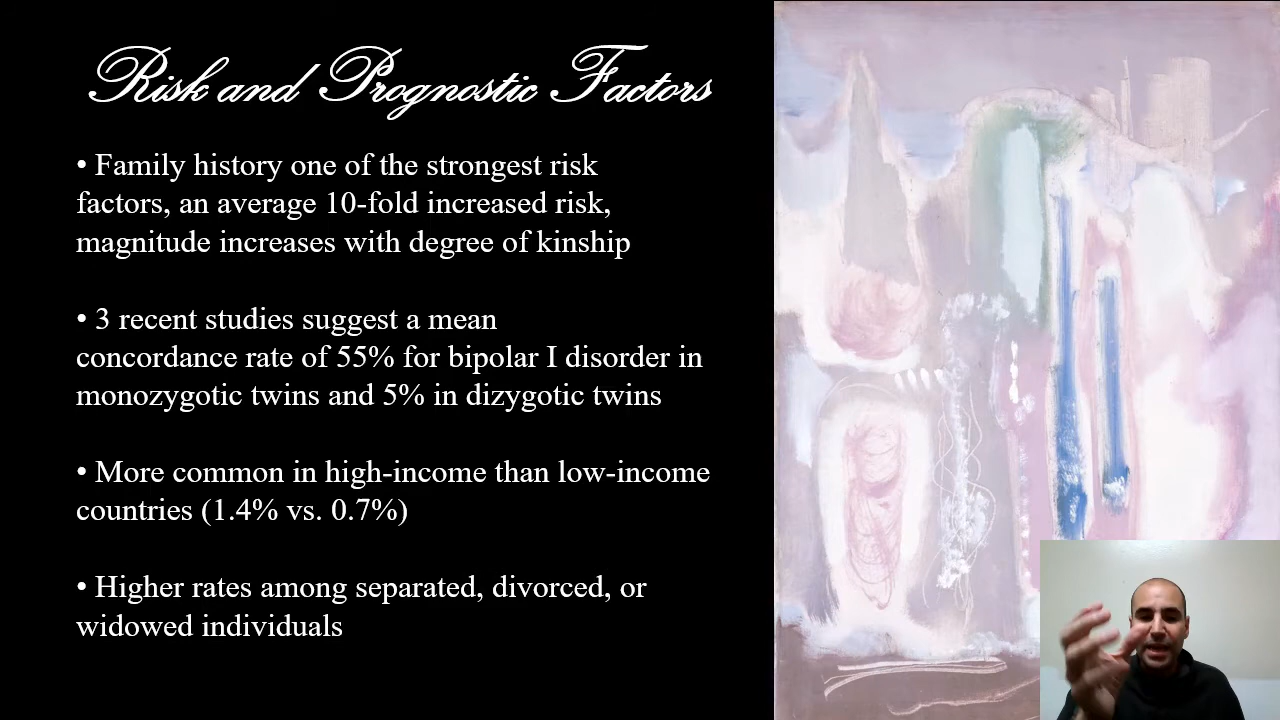 Risk and Prognostic Factors
• Family history one of the strongest risk
factors, an average 10-fold increased risk,
magnitude increases with degree of kinship
• 3 recent studies suggest a mean
concordance rate of 55% for bipolar I disorder in
monozygotic twins and 5% in dizygotic twins
• More common in high-income than low-income
countries (1.4% vs. 0.7%)
• Higher rates among separated, divorced, or
widowed individuals